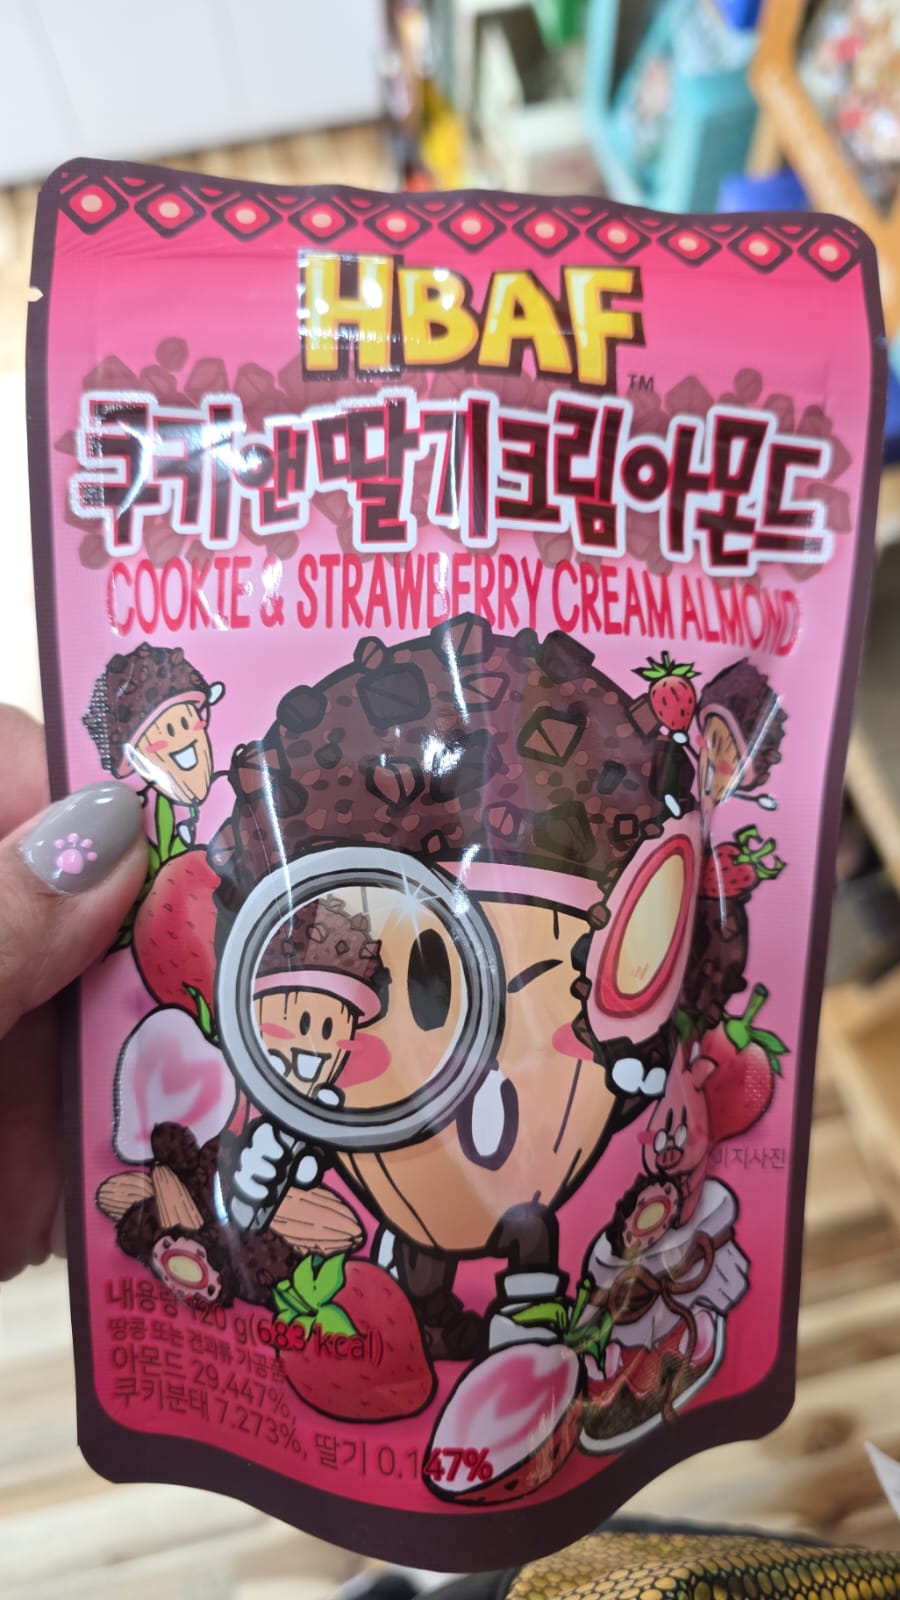 HBAF
TM
쿠키앤딸기크림아몬드
COOKIE & STRAWBERRY CREAM ALMOND
이미지사진
내용량 120 g(683 kcal)
땅콩 또는 견과류 가공품
아몬드 29.447%,
쿠키분태 7.273%, 딸기 0.147%